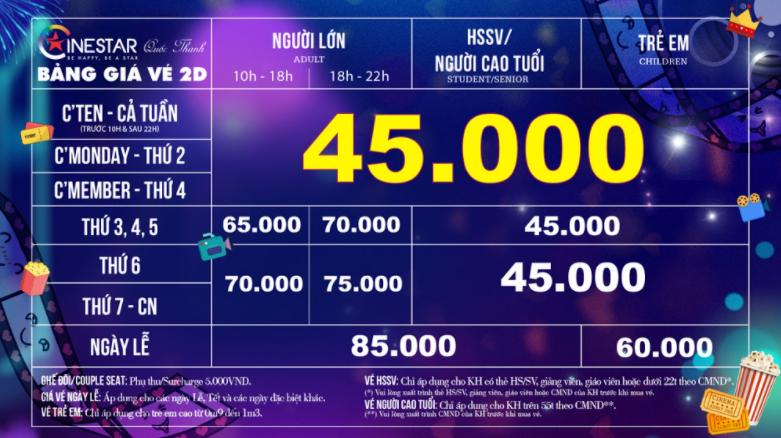 CINESTAR Quốc Thanh
BE HAPPY, BE A STAR
BẢNG GIÁ VÉ 2D
NGƯỜI LỚN
ADULT
10h - 18h
18h - 22h
HSSV/
NGƯỜI CAO TUỔI
STUDENT/SENIOR
TRẺ EM
CHILDREN
C'TEN - CẢ TUẦN
(TRƯỚC 10H & SAU 22H)
C'MONDAY - THỨ 2
C'MEMBER - THỨ 4
45.000
THỨ 3, 4, 5
65.000
70.000
45.000
THỨ 6
THỨ 7 - CN
70.000
75.000
45.000
NGÀY LỄ
85.000
60.000
GHẾ ĐÔI/COUPLE SEAT: Phụ thu/Surcharge 5.000VND.
GIÁ VÉ NGÀY LỄ: Áp dụng cho các ngày Lễ, Tết và các ngày đặc biệt khác.
VÉ TRẺ EM: Chỉ áp dụng cho trẻ em cao từ 0m9 đến 1m3.
VÉ HSSV: Chỉ áp dụng cho KH có thẻ HS/SV, giảng viên, giáo viên hoặc dưới 22t theo CMND*.
(*) Vui lòng xuất trình thẻ HS/SV, giảng viên, giáo viên hoặc CMND của KH trước khi mua vé.
VÉ NGƯỜI CAO TUỔI: Chỉ áp dụng cho KH trên 55t theo CMND**.
(**) Vui lòng xuất trình CMND của KH trước khi mua vé.
CINEMA